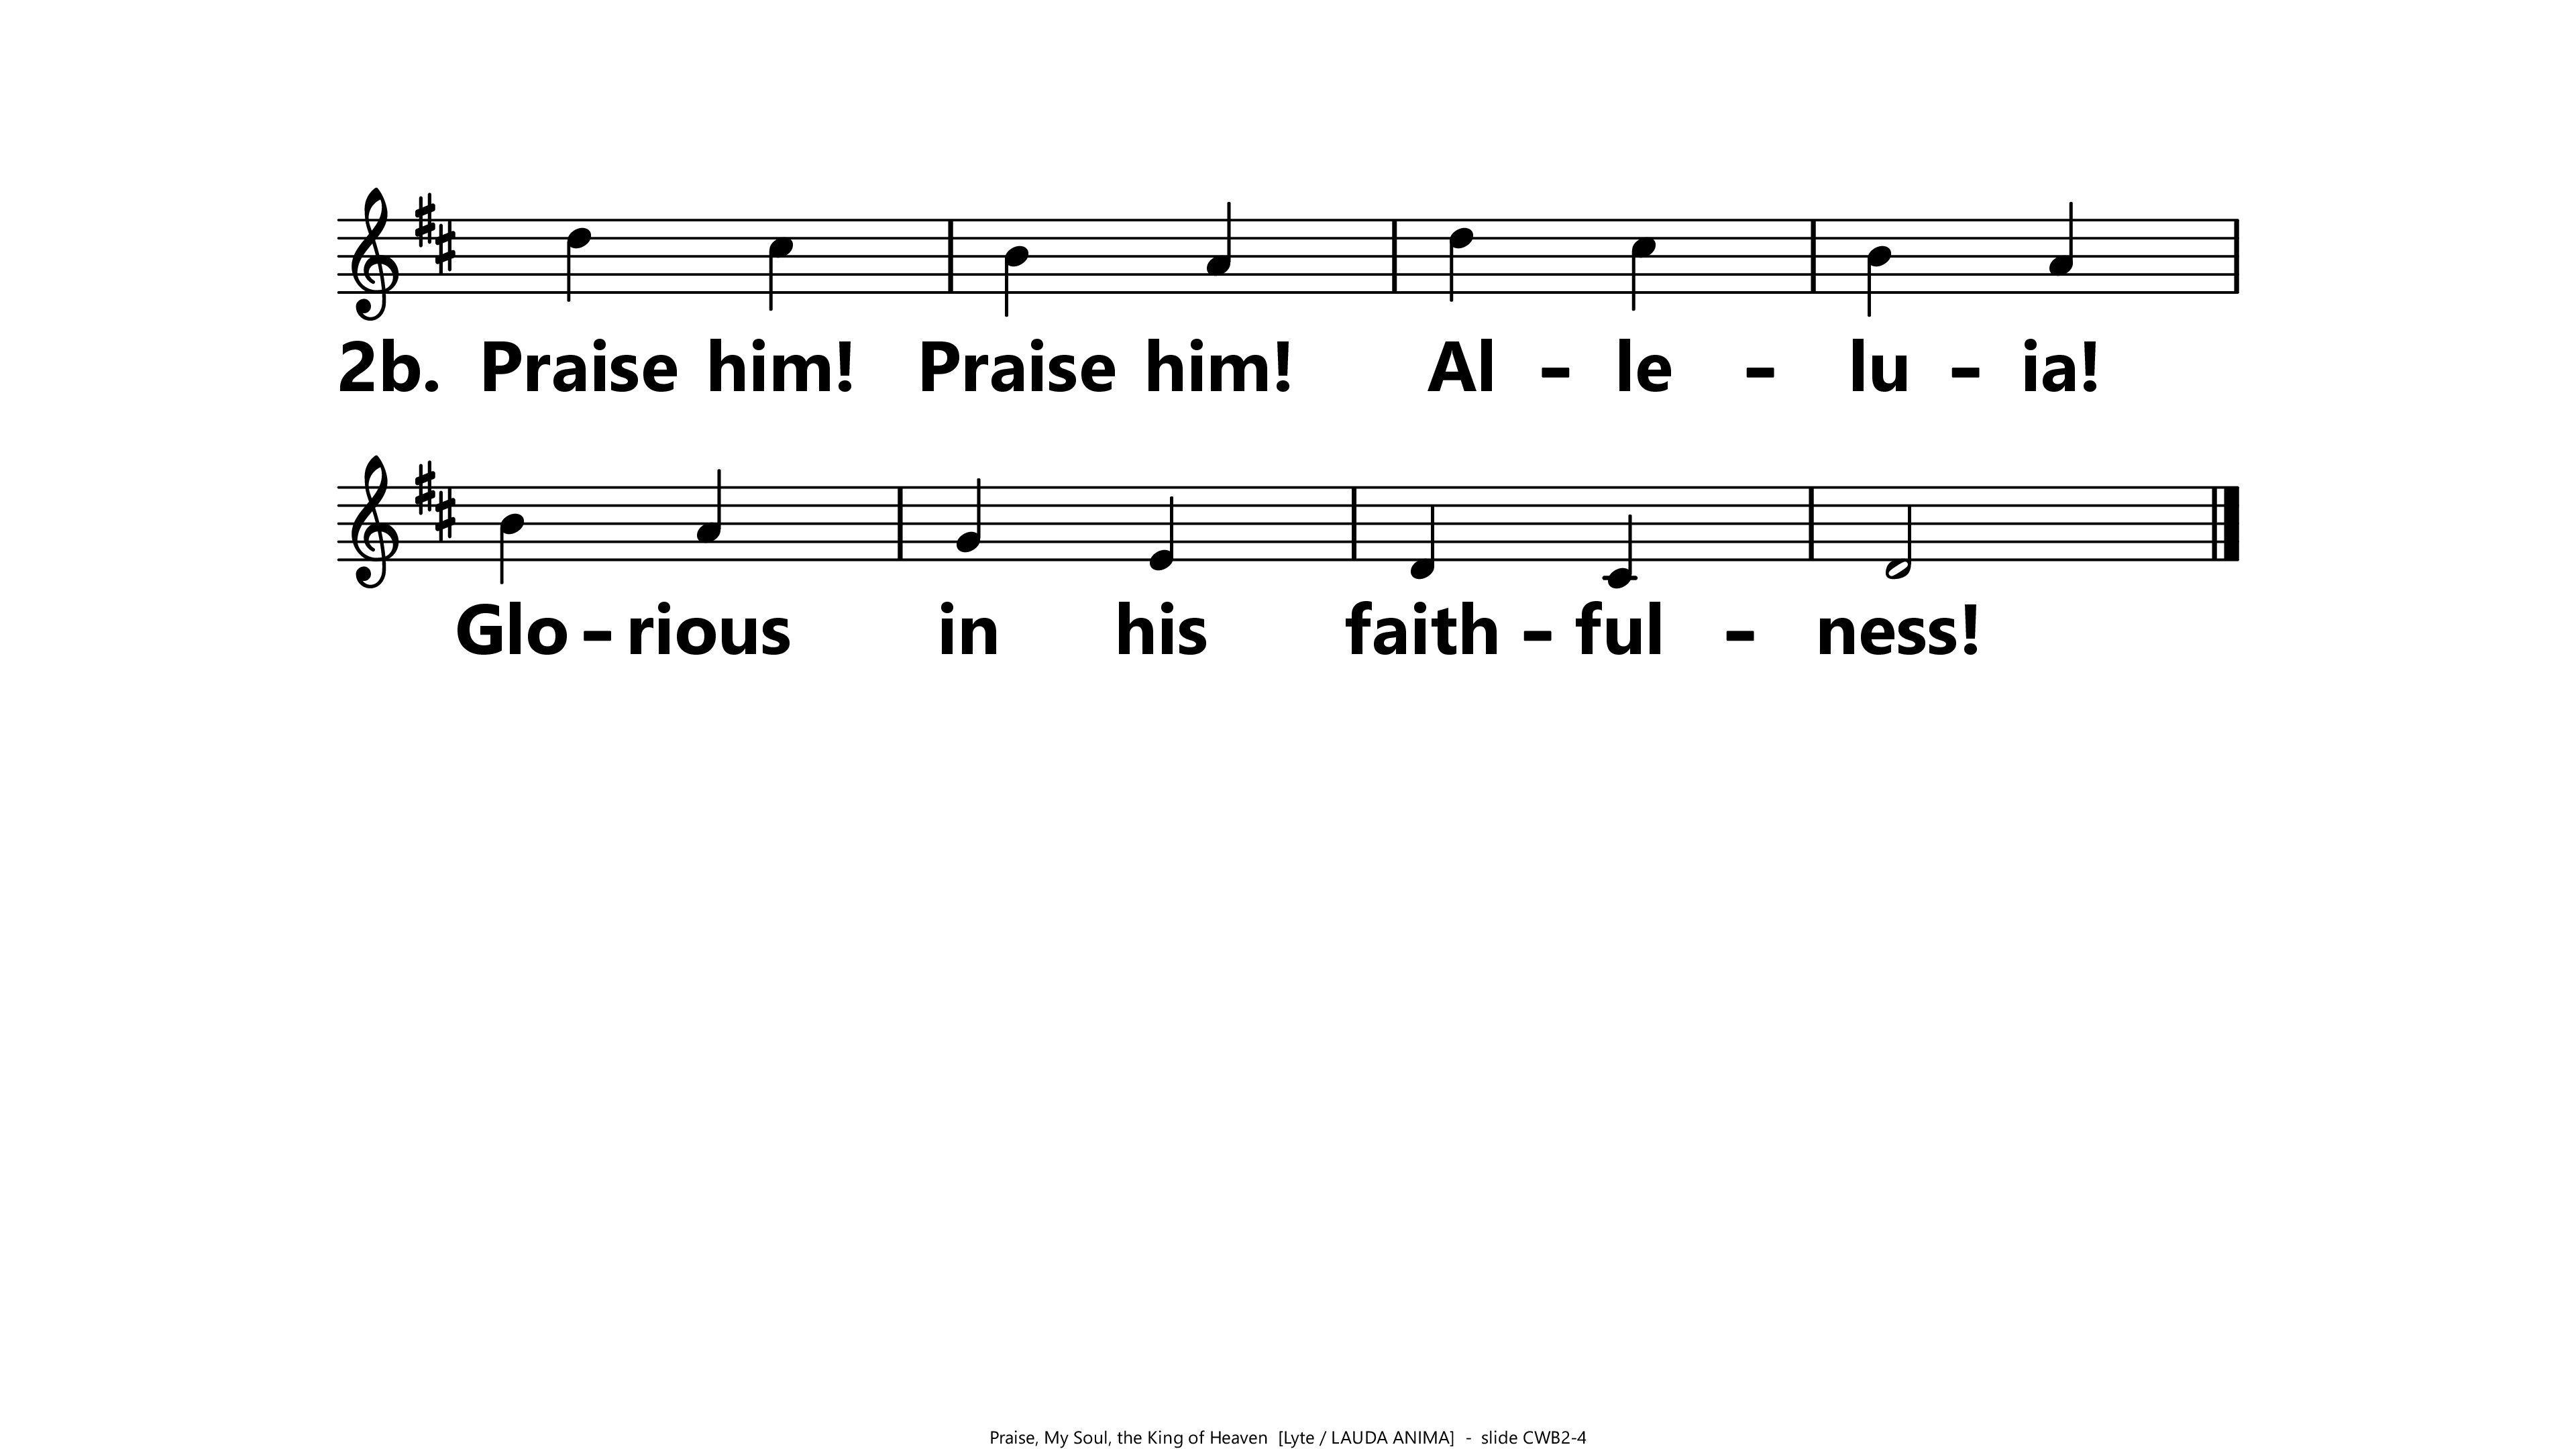 2b. Praise him! Praise him! Al - le - lu - ia!
Glo - rious in his faith - ful - ness!
Praise, My Soul, the King of Heaven [Lyte / LAUDA ANIMA] - slide CWB2-4